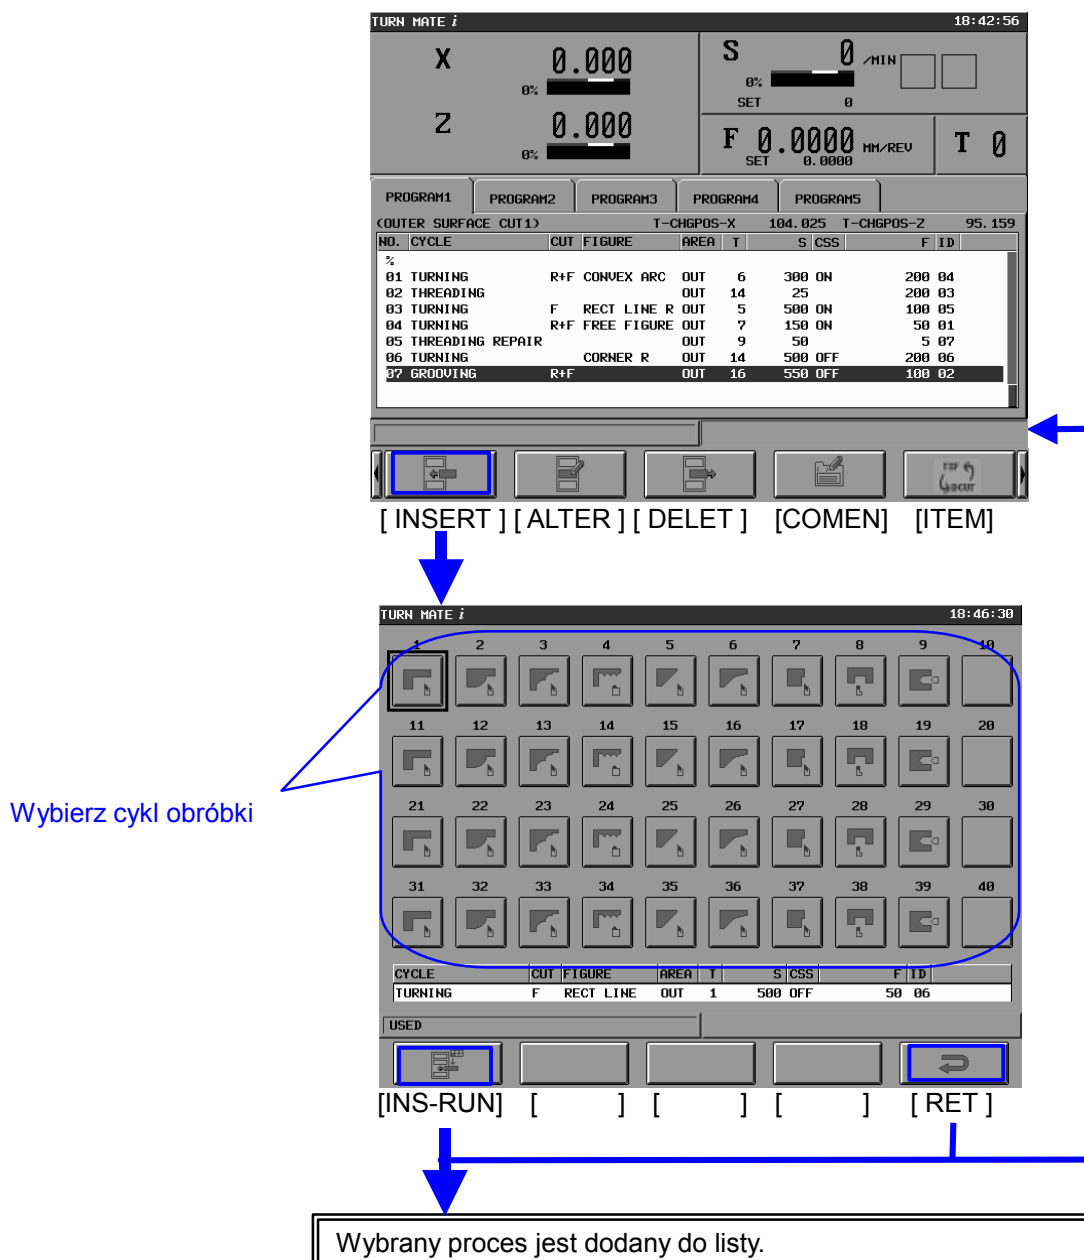 TURN MATE i 18:42:56
X 0.000 S 0 /MIN
0% 0%
SET 0
Z 0.000 F 0.0000 MM/REV T 0
0% SET 0.0000
PROGRAM1 PROGRAM2 PROGRAM3 PROGRAM4 PROGRAM5
(OUTER SURFACE CUT1) T-CHGPOS-X 104.025 T-CHGPOS-Z 95.159
NO. CYCLE CUT FIGURE AREA T S CSS F ID
%
01 TURNING R+F CONVEX ARC OUT 6 300 ON 200 04
02 THREADING OUT 14 25 200 03
03 TURNING F RECT LINE R OUT 5 500 ON 100 05
04 TURNING R+F FREE FIGURE OUT 7 150 ON 50 01
05 THREADING REPAIR OUT 9 50 5 07
06 TURNING CORNER R OUT 14 500 OFF 200 06
07 GROOVING R+F OUT 16 550 OFF 100 02
[ INSERT ] [ ALTER ] [ DELET ] [COMEN] [ITEM]
TURN MATE i 18:46:30
1 2 3 4 5 6 7 8 9 10
11 12 13 14 15 16 17 18 19 20
Wybierz cykl obróbki
21 22 23 24 25 26 27 28 29 30
31 32 33 34 35 36 37 38 39 40
CYCLE CUT FIGURE AREA T S CSS F ID
TURNING F RECT LINE OUT 1 500 OFF 50 06
USED
[INS-RUN] [ ] [ ] [ ] [ RET ]
Wybrany proces jest dodany do listy.